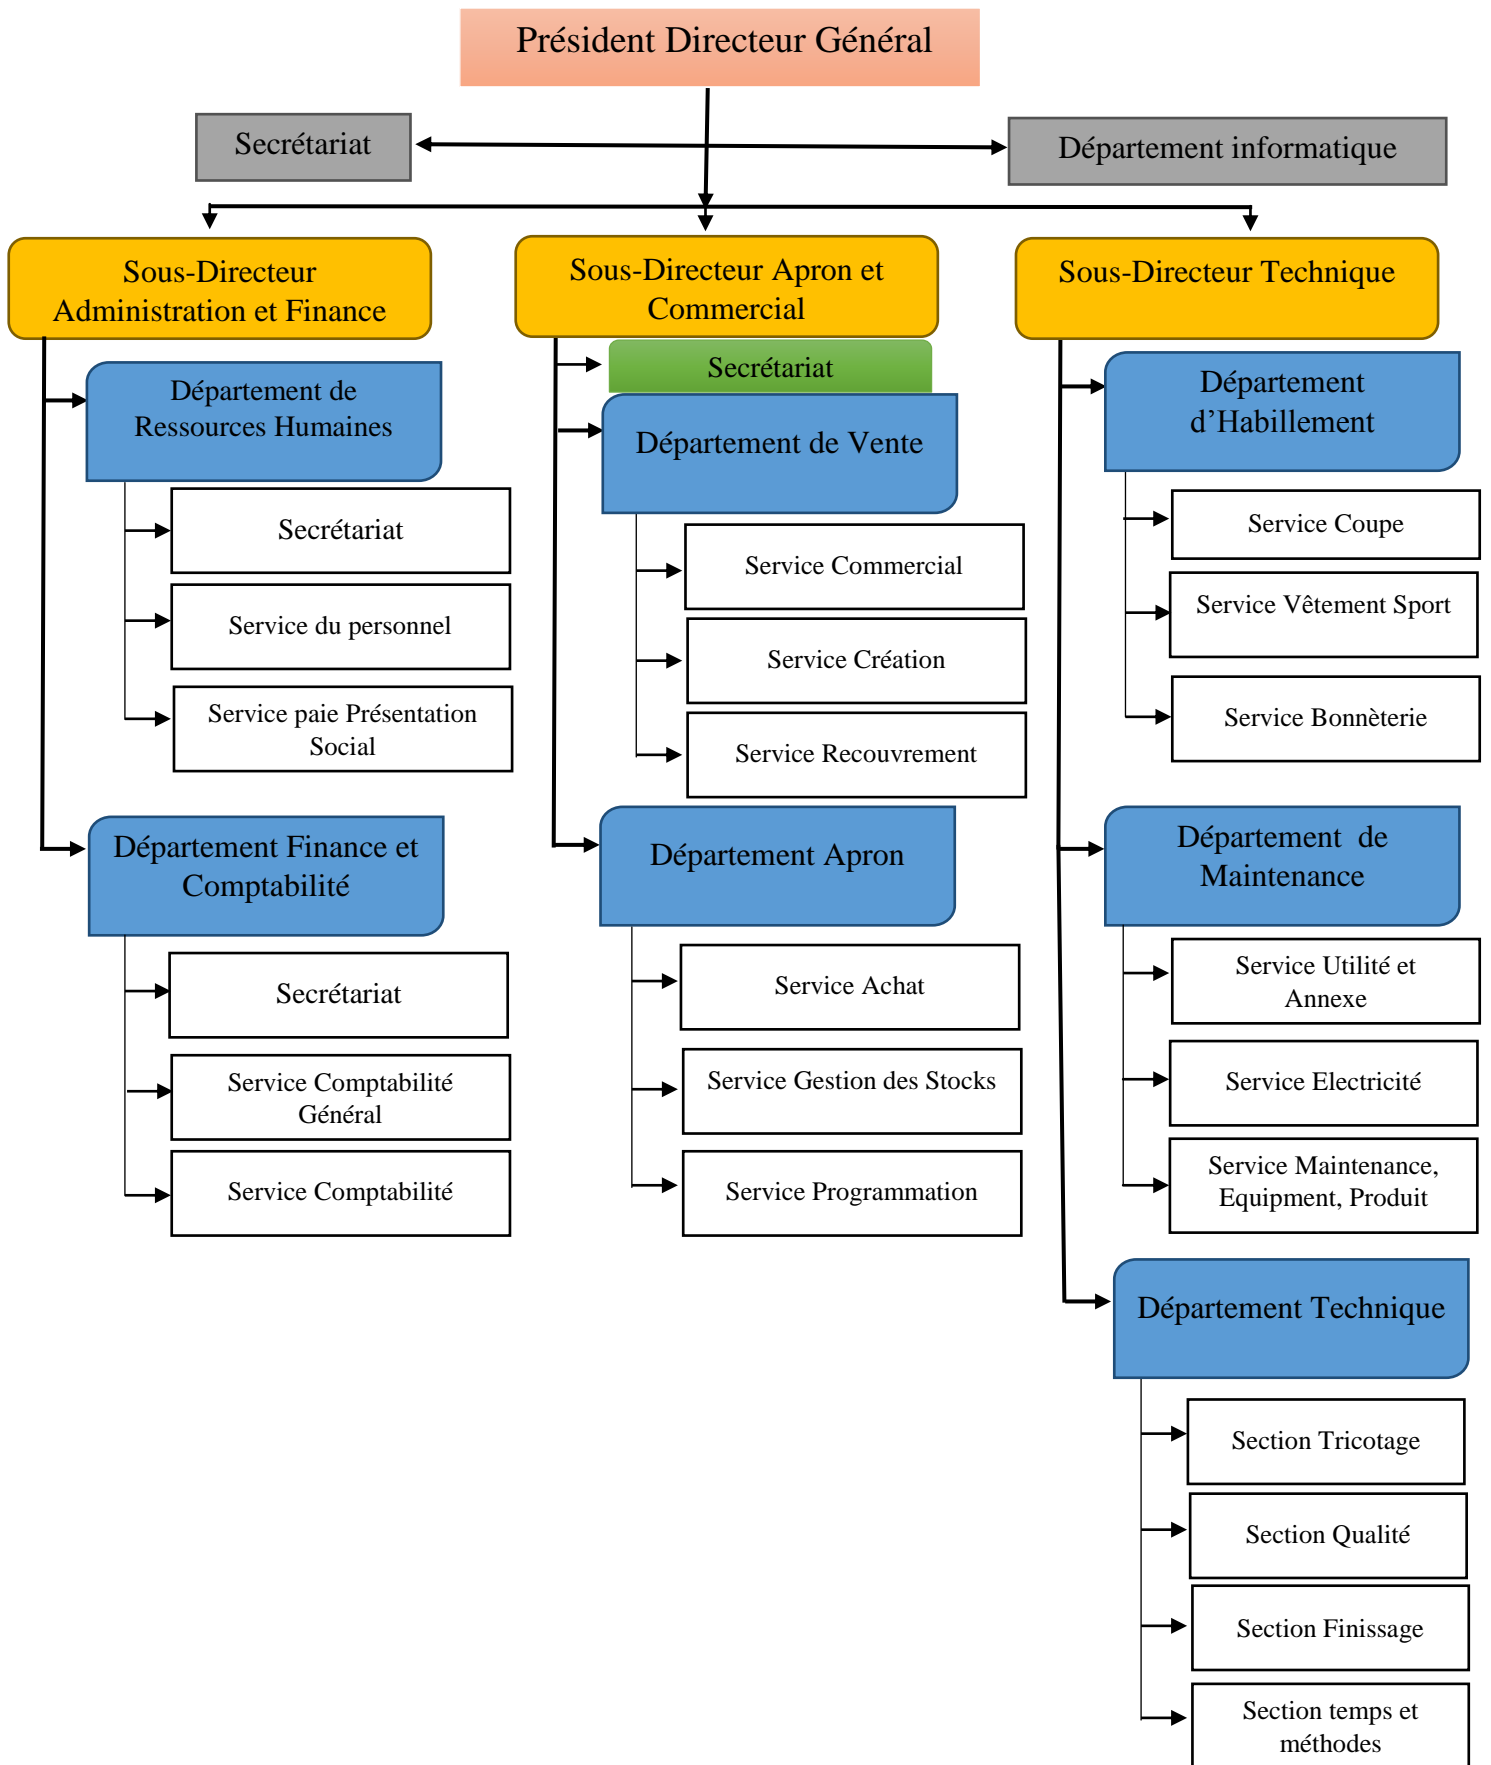 Président Directeur Général
Secrétariat
Département informatique
Sous-Directeur
Administration et Finance
Sous-Directeur Apron et
Commercial
Sous-Directeur Technique
Département de
Ressources Humaines
Secrétariat
Service du personnel
Service paie Présentation
Social
Département Finance et
Comptabilité
Secrétariat
Service Comptabilité
Général
Service Comptabilité
Secrétariat
Département de Vente
Service Commercial
Service Création
Service Recouvrement
Département Apron
Service Achat
Service Gestion des Stocks
Service Programmation
Département
d’Habillement
Service Coupe
Service Vêtement Sport
Service Bonnèterie
Département  de
Maintenance
Service Utilité et
Annexe
Service Electricité
Service Maintenance,
Equipment, Produit
Département Technique
Section Tricotage
Section Qualité
Section Finissage
Section temps et
méthodes